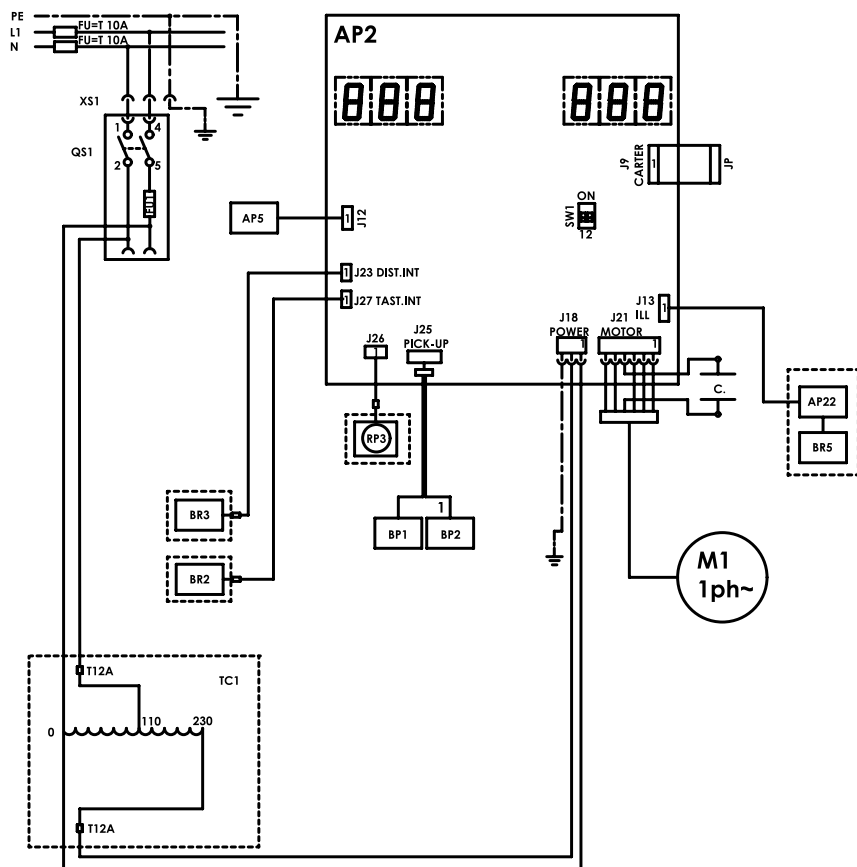 PE
L1
N
FU=T 10A
FU=T 10A
XS1
QS1
1
4
2
5
FU1
AP2
888
888
J9
CARTER
1
JP
ON
SW1
12
AP5
1
J12
1
J23 DIST.INT
1
J27 TAST.INT
J26
1
J25
PICK-UP
J18
POWER
1
J21
MOTOR
1
J13
ILL
1
C.
AP22
BR5
RP3
BR3
BR2
BP1
1
BP2
M1
1ph~
T12A
TC1
0
110
230
T12A